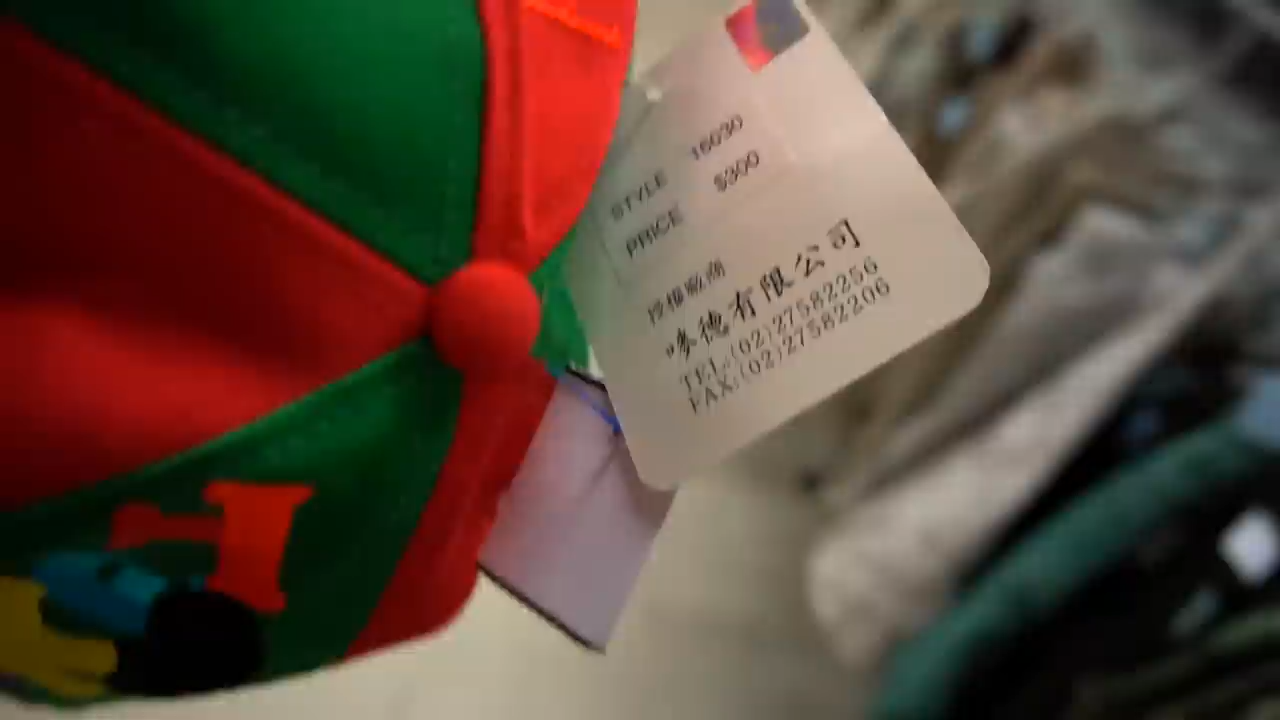 STYLE 16030
PRICE $300
授權廠商
哆德有限公司
TEL:(02)27582256
FAX:(02)27582206